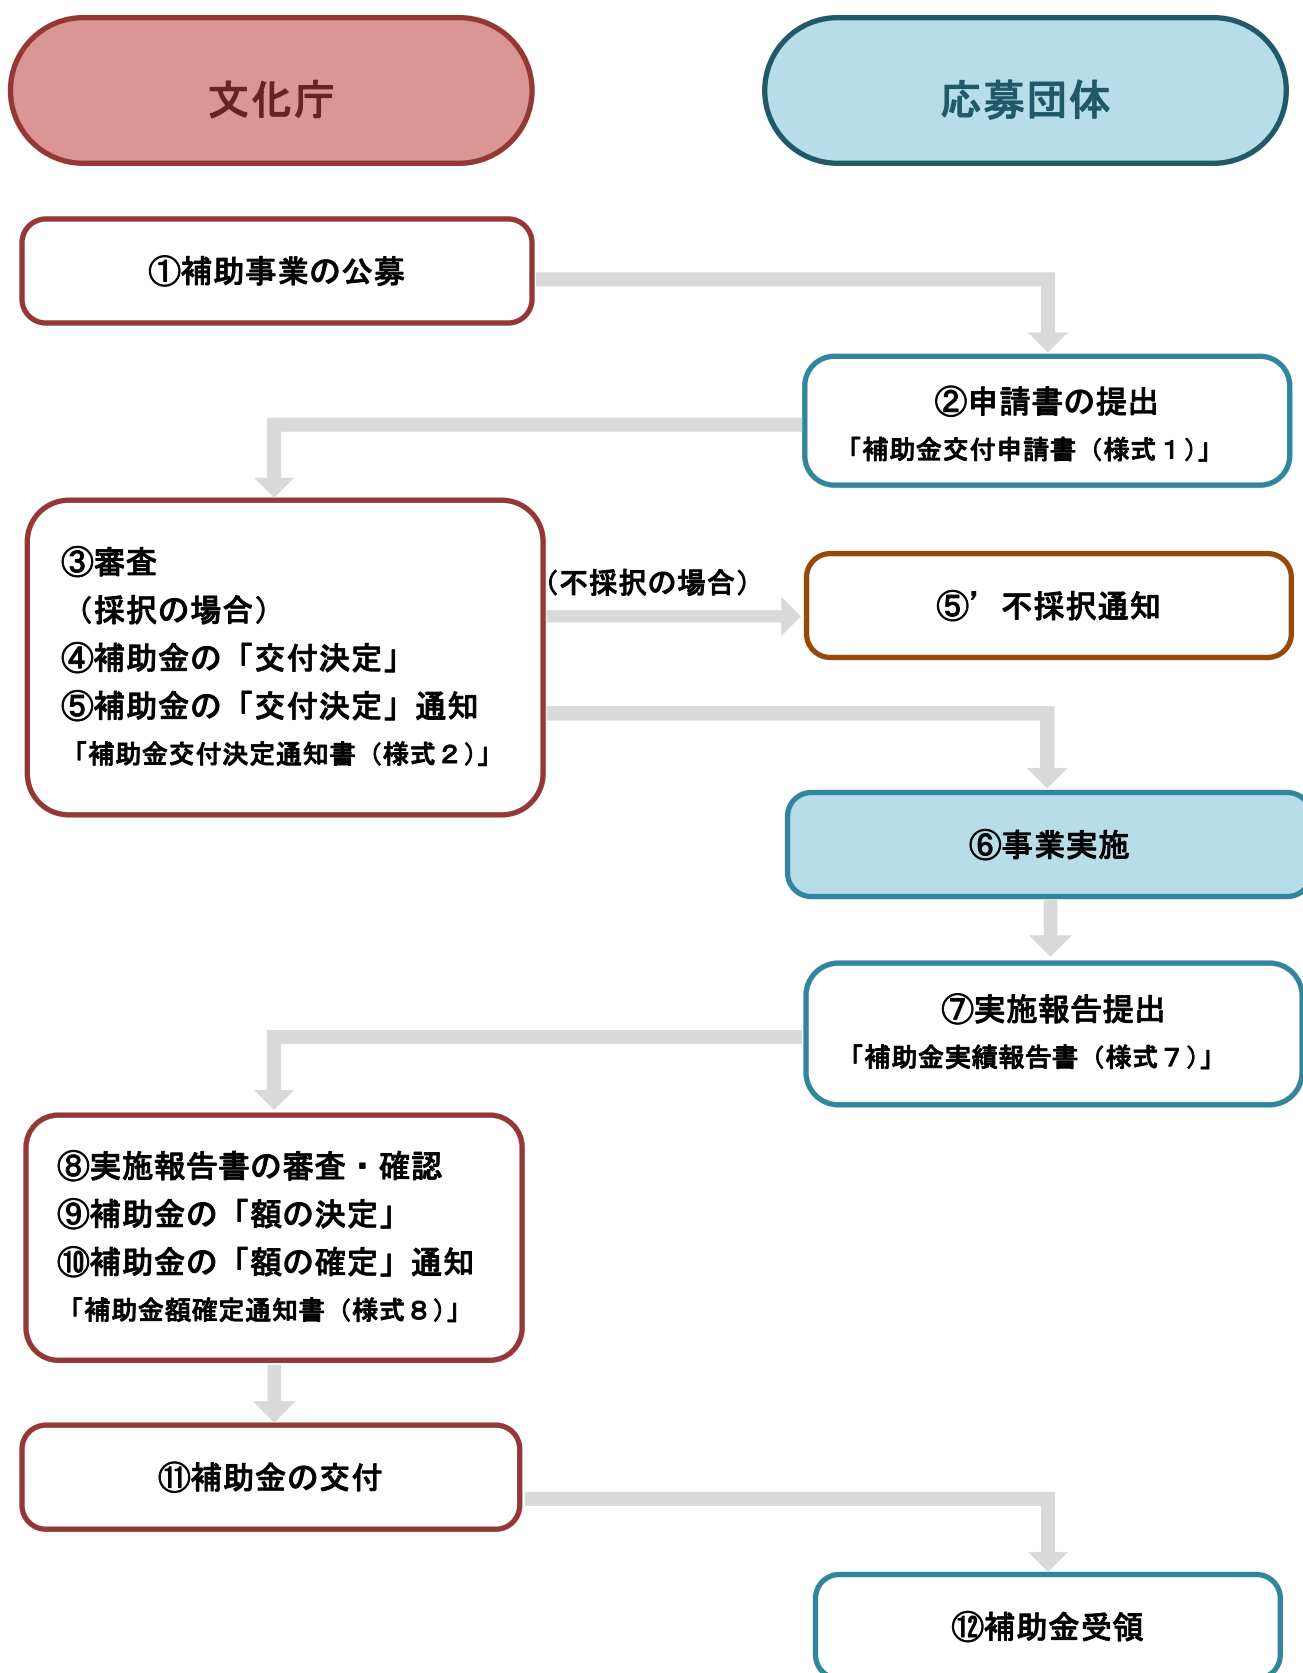 文化庁
応募団体
①補助事業の公募
②申請書の提出
「補助金交付申請書（様式１）」
③審査
（採択の場合）
④補助金の「交付決定」
⑤補助金の「交付決定」通知
「補助金交付決定通知書（様式２）」
（不採択の場合）
⑤’不採択通知
⑥事業実施
⑦実施報告提出
「補助金実績報告書（様式７）」
⑧実施報告書の審査・確認
⑨補助金の「額の決定」
⑩補助金の「額の確定」通知
「補助金額確定通知書（様式８）」
⑪補助金の交付
⑫補助金受領